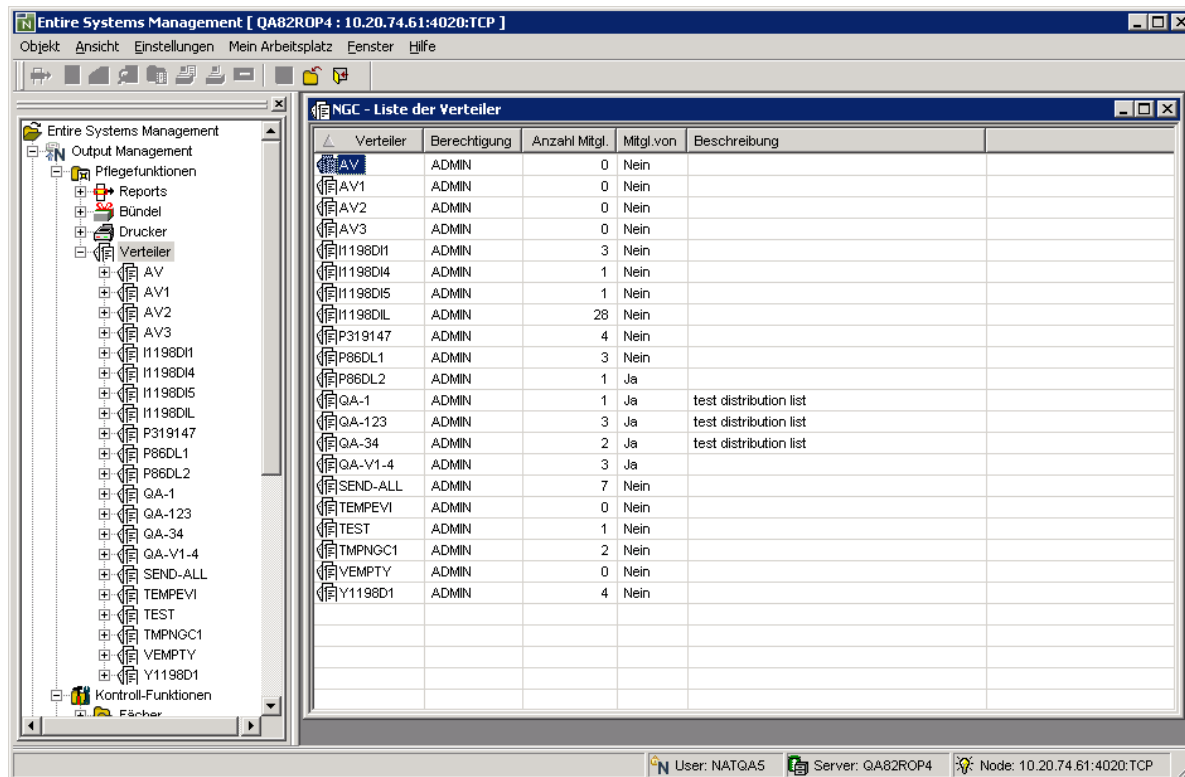 Entire Systems Management [ QA82ROP4 : 10.20.74.61:4020:TCP ]
Objekt Ansicht Einstellungen Mein Arbeitsplatz Fenster Hilfe
Entire Systems Management
Output Management
Pflegefunktionen
Reports
Bündel
Drucker
Verteiler
AV
AV1
AV2
AV3
I1198DI1
I1198DI4
I1198DI5
I1198DIL
P319147
P86DL1
P86DL2
QA-1
QA-123
QA-34
QA-V1-4
SEND-ALL
TEMPEVI
TEST
TMPNGC1
VEMPTY
Y1198D1
Kontroll-Funktionen
Fächer
NGC - Liste der Verteiler
Verteiler Berechtigung Anzahl Mitgl. Mitgl.von Beschreibung
AV ADMIN 0 Nein
AV1 ADMIN 0 Nein
AV2 ADMIN 0 Nein
AV3 ADMIN 0 Nein
I1198DI1 ADMIN 3 Nein
I1198DI4 ADMIN 1 Nein
I1198DI5 ADMIN 1 Nein
I1198DIL ADMIN 28 Nein
P319147 ADMIN 4 Nein
P86DL1 ADMIN 3 Nein
P86DL2 ADMIN 1 Ja
QA-1 ADMIN 1 Ja test distribution list
QA-123 ADMIN 3 Ja test distribution list
QA-34 ADMIN 2 Ja test distribution list
QA-V1-4 ADMIN 3 Ja
SEND-ALL ADMIN 7 Nein
TEMPEVI ADMIN 0 Nein
TEST ADMIN 1 Nein
TMPNGC1 ADMIN 2 Nein
VEMPTY ADMIN 0 Nein
Y1198D1 ADMIN 4 Nein
User: NATQA5 Server: QA82ROP4 Node: 10.20.74.61:4020:TCP